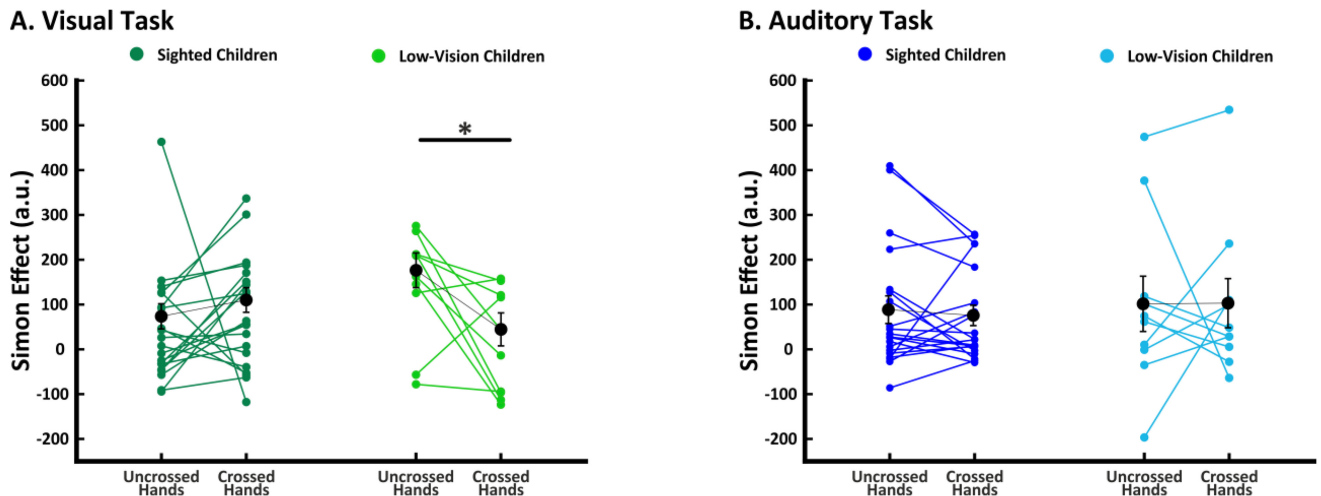 A. Visual Task
B. Auditory Task
Sighted Children
Low-Vision Children
Sighted Children
Low-Vision Children
Simon Effect (a.u.)
600
500
400
300
200
100
0
-100
-200
*
Uncrossed
Hands
Crossed
Hands
Uncrossed
Hands
Crossed
Hands
Simon Effect (a.u.)
600
500
400
300
200
100
0
-100
-200
Uncrossed
Hands
Crossed
Hands
Uncrossed
Hands
Crossed
Hands